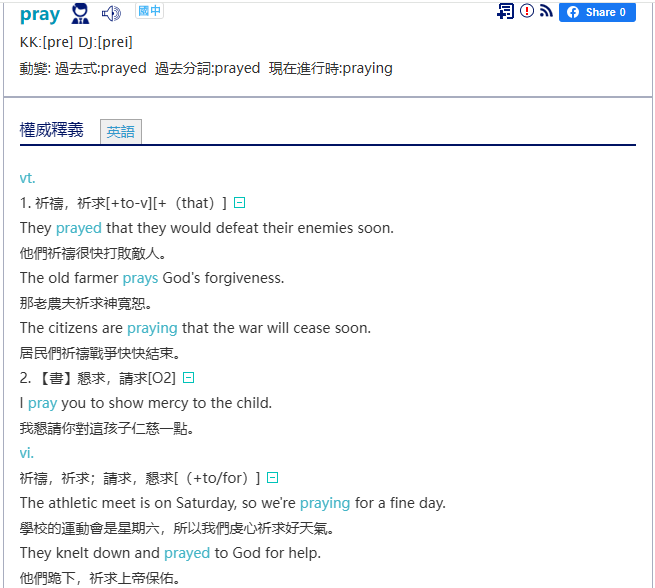 pray 國中 Share 0
KK:[pre] DJ:[prei]
動變: 過去式:prayed 過去分詞:prayed 現在進行時:praying
權威釋義 英語
vt.
1. 祈禱，祈求[+to-v][+（that）]
They prayed that they would defeat their enemies soon.
他們祈禱很快打敗敵人。
The old farmer prays God's forgiveness.
那老農夫祈求神寬恕。
The citizens are praying that the war will cease soon.
居民們祈禱戰爭快快結束。
2. 【書】懇求，請求[O2]
I pray you to show mercy to the child.
我懇請你對這孩子仁慈一點。
vi.
祈禱，祈求；請求，懇求[（+to/for）]
The athletic meet is on Saturday, so we're praying for a fine day.
學校的運動會是星期六，所以我們虔心祈求好天氣。
They knelt down and prayed to God for help.
他們跪下，祈求上帝保佑。